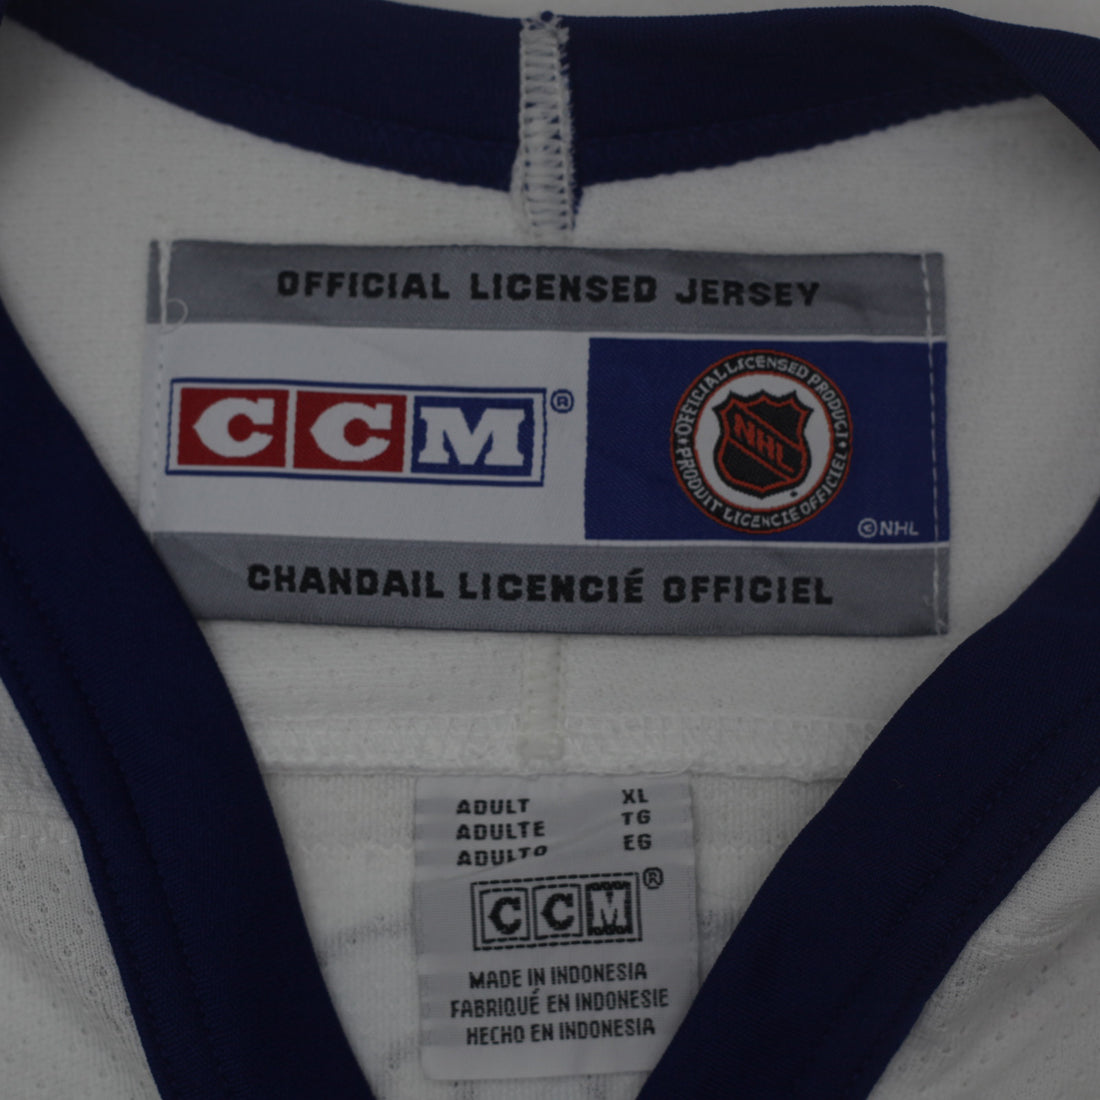 OFFICIAL LICENSED JERSEY
CCM®
OFFICIAL LICENSED PRODUCT
NHL
PRODUIT LICENCIE OFFICIEL
©NHL
CHANDAIL LICENCIÉ OFFICIEL
ADULT XL
ADULTE TG
ADULTO EG
CCM®
MADE IN INDONESIA
FABRIQUÉ EN INDONESIE
HECHO EN INDONESIA